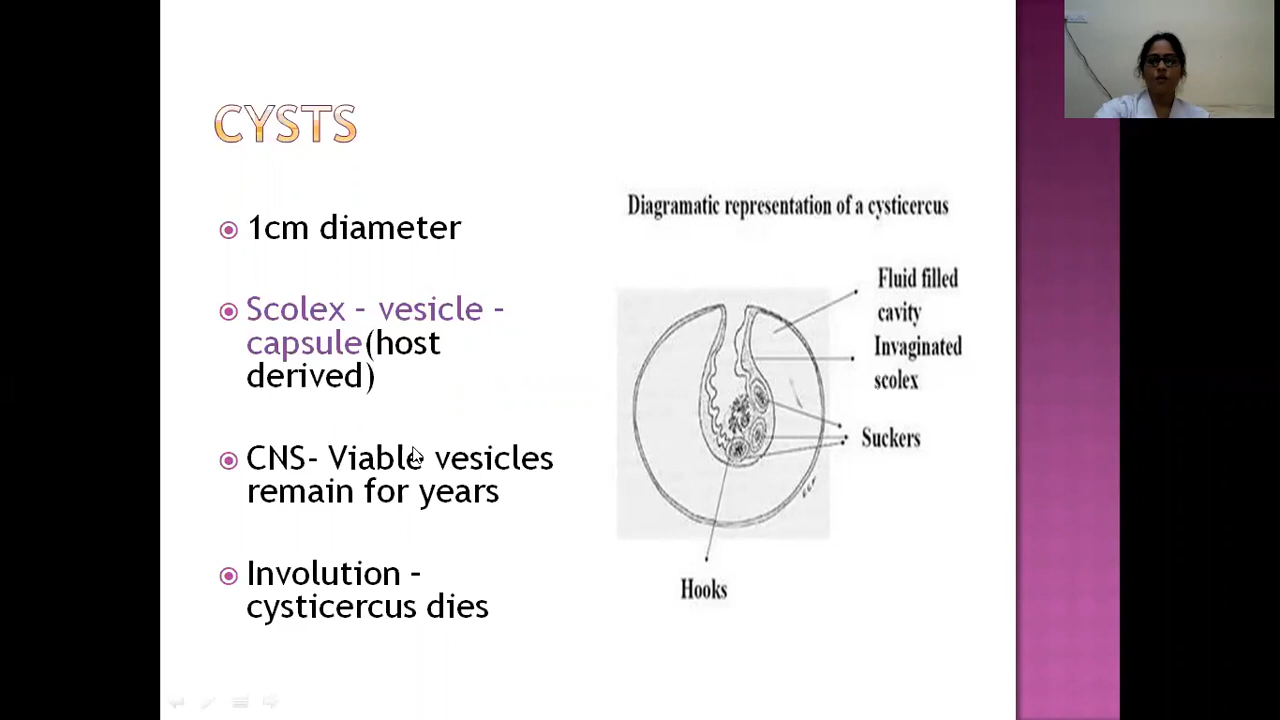 CYSTS
1cm diameter
Scolex - vesicle -
capsule(host
derived)
CNS- Viable vesicles
remain for years
Involution -
cysticercus dies
Diagramatic representation of a cysticercus
Fluid filled
cavity
Invaginated
scolex
Suckers
Hooks